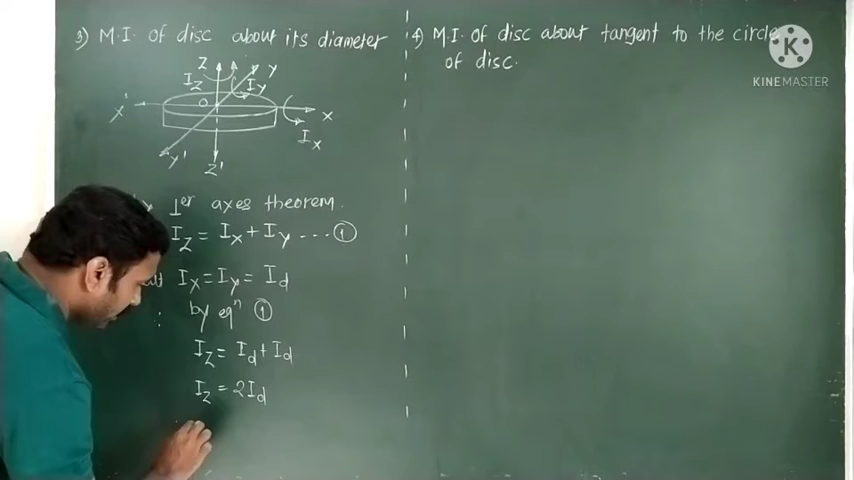 3) M.I. of disc about its diameter
Z
Y
I_Z
I_Y
O
X'
X
I_X
Y'
Z'
Iᵉʳ axes theorem.
I_Z = I_X + I_Y ... ①
I_X = I_Y = I_d
∴ by eqⁿ ①
I_Z = I_d + I_d
I_Z = 2I_d
4) M.I. of disc about tangent to the circle
of disc.
K
KINEMASTER